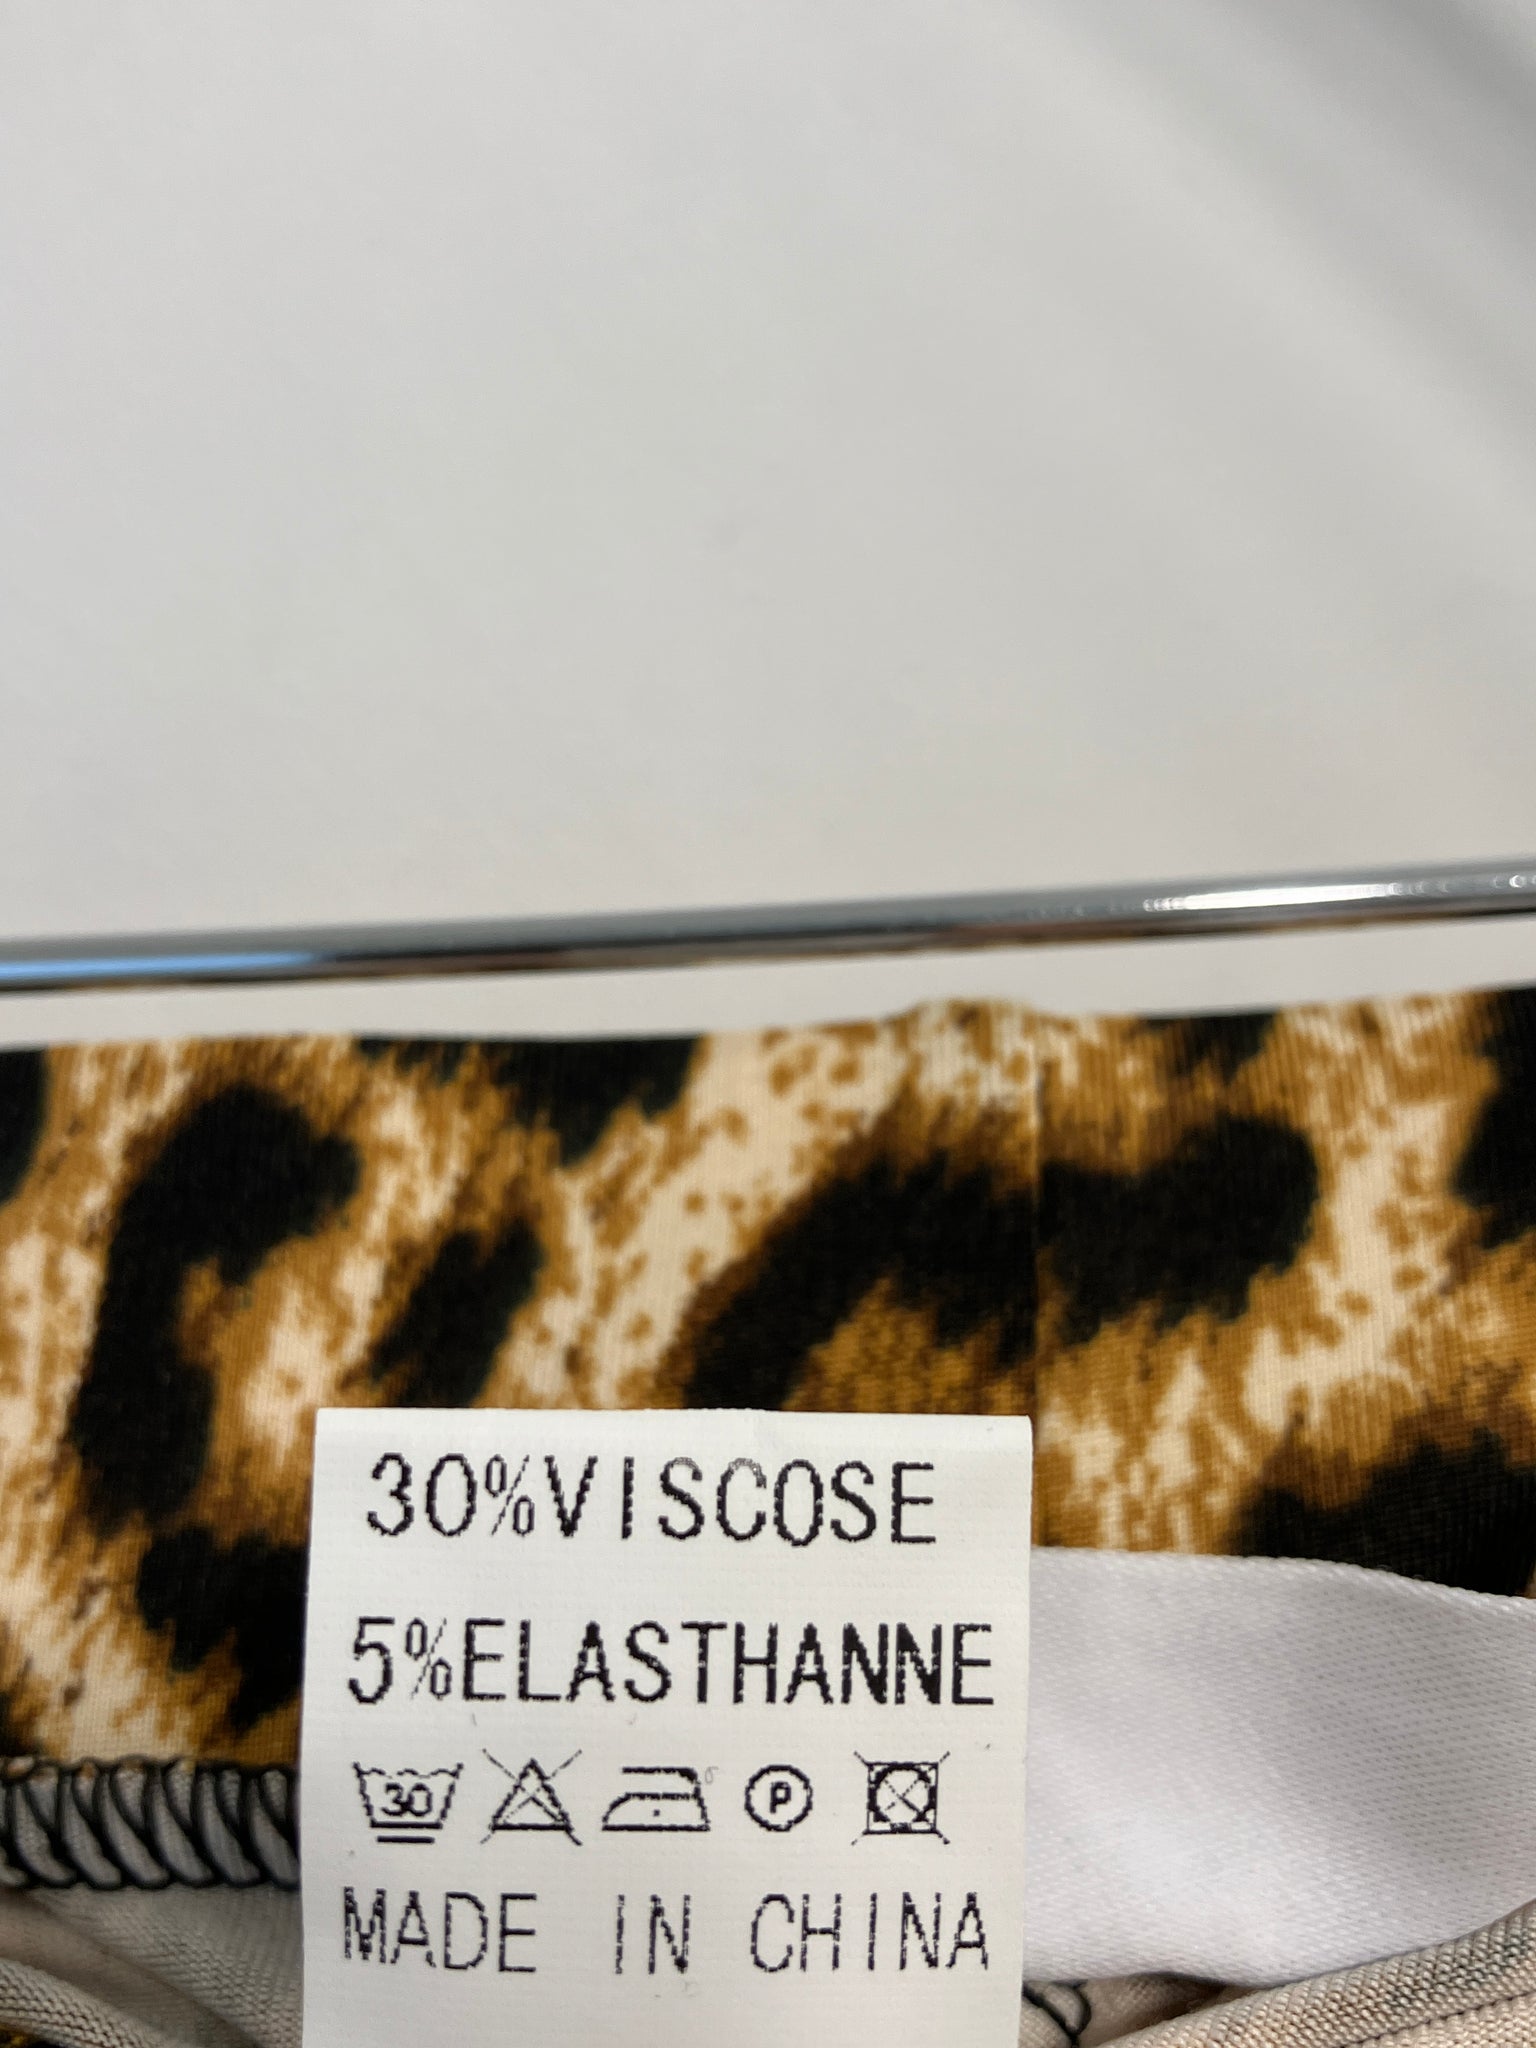 30%VISCOSE
5%ELASTHANNE
30 P
MADE IN CHINA